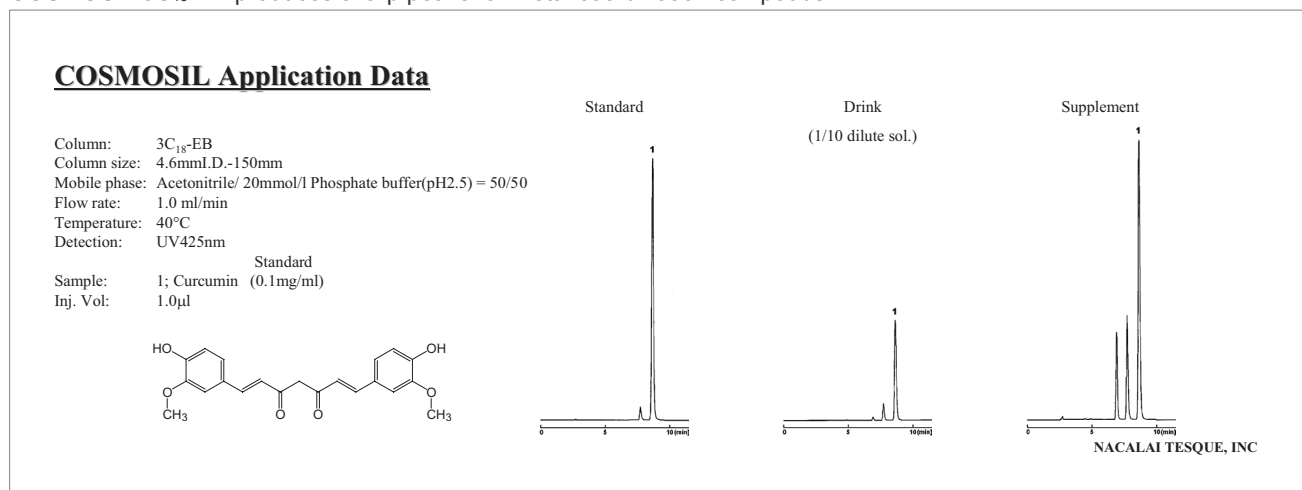 COSMOSIL Application Data
Column: 3C18-EB
Column size: 4.6mmI.D.-150mm
Mobile phase: Acetonitrile/ 20mmol/l Phosphate buffer(pH2.5) = 50/50
Flow rate: 1.0 ml/min
Temperature: 40°C
Detection: UV425nm
Standard
Sample: 1; Curcumin (0.1mg/ml)
Inj. Vol: 1.0μl
HO
O
CH3
O
O
OH
O
CH3
Standard
1
0 5 10(min)
Drink
(1/10 dilute sol.)
1
0 5 10(min)
Supplement
1
0 5 10(min)
NACALAI TESQUE, INC